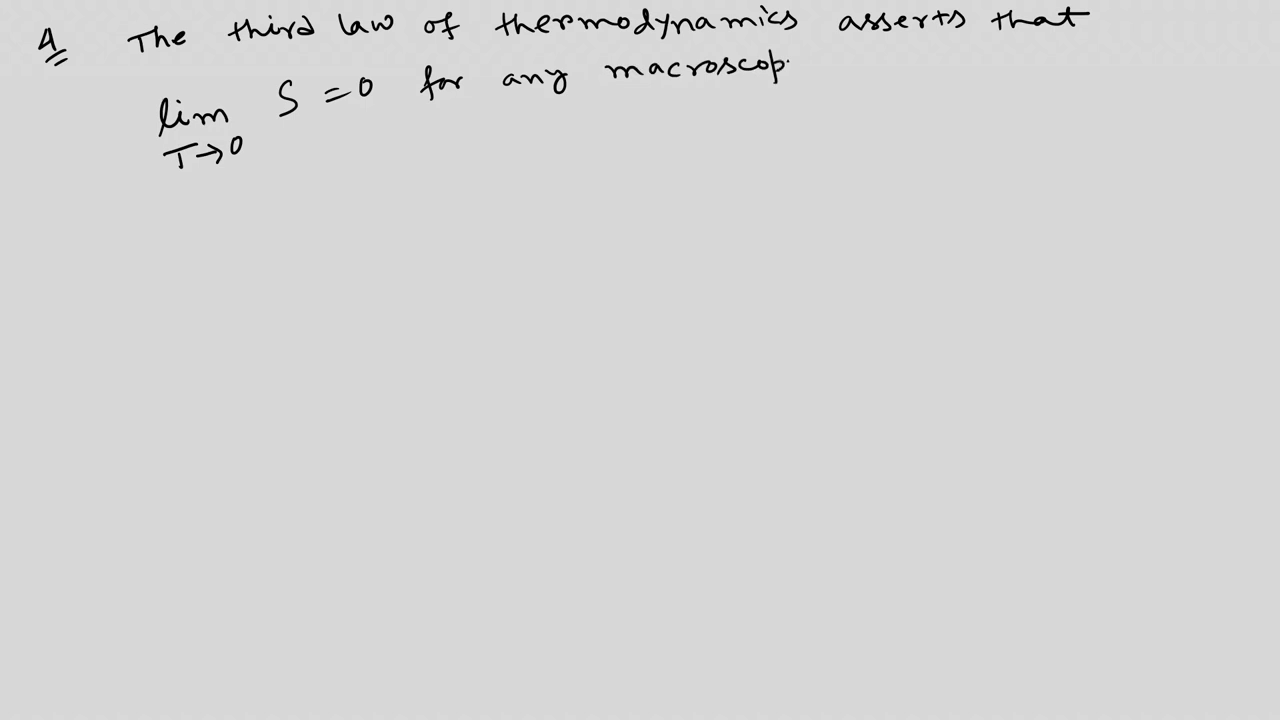 4 The third law of thermodynamics asserts that
lim T→0 S = 0 for any macroscop